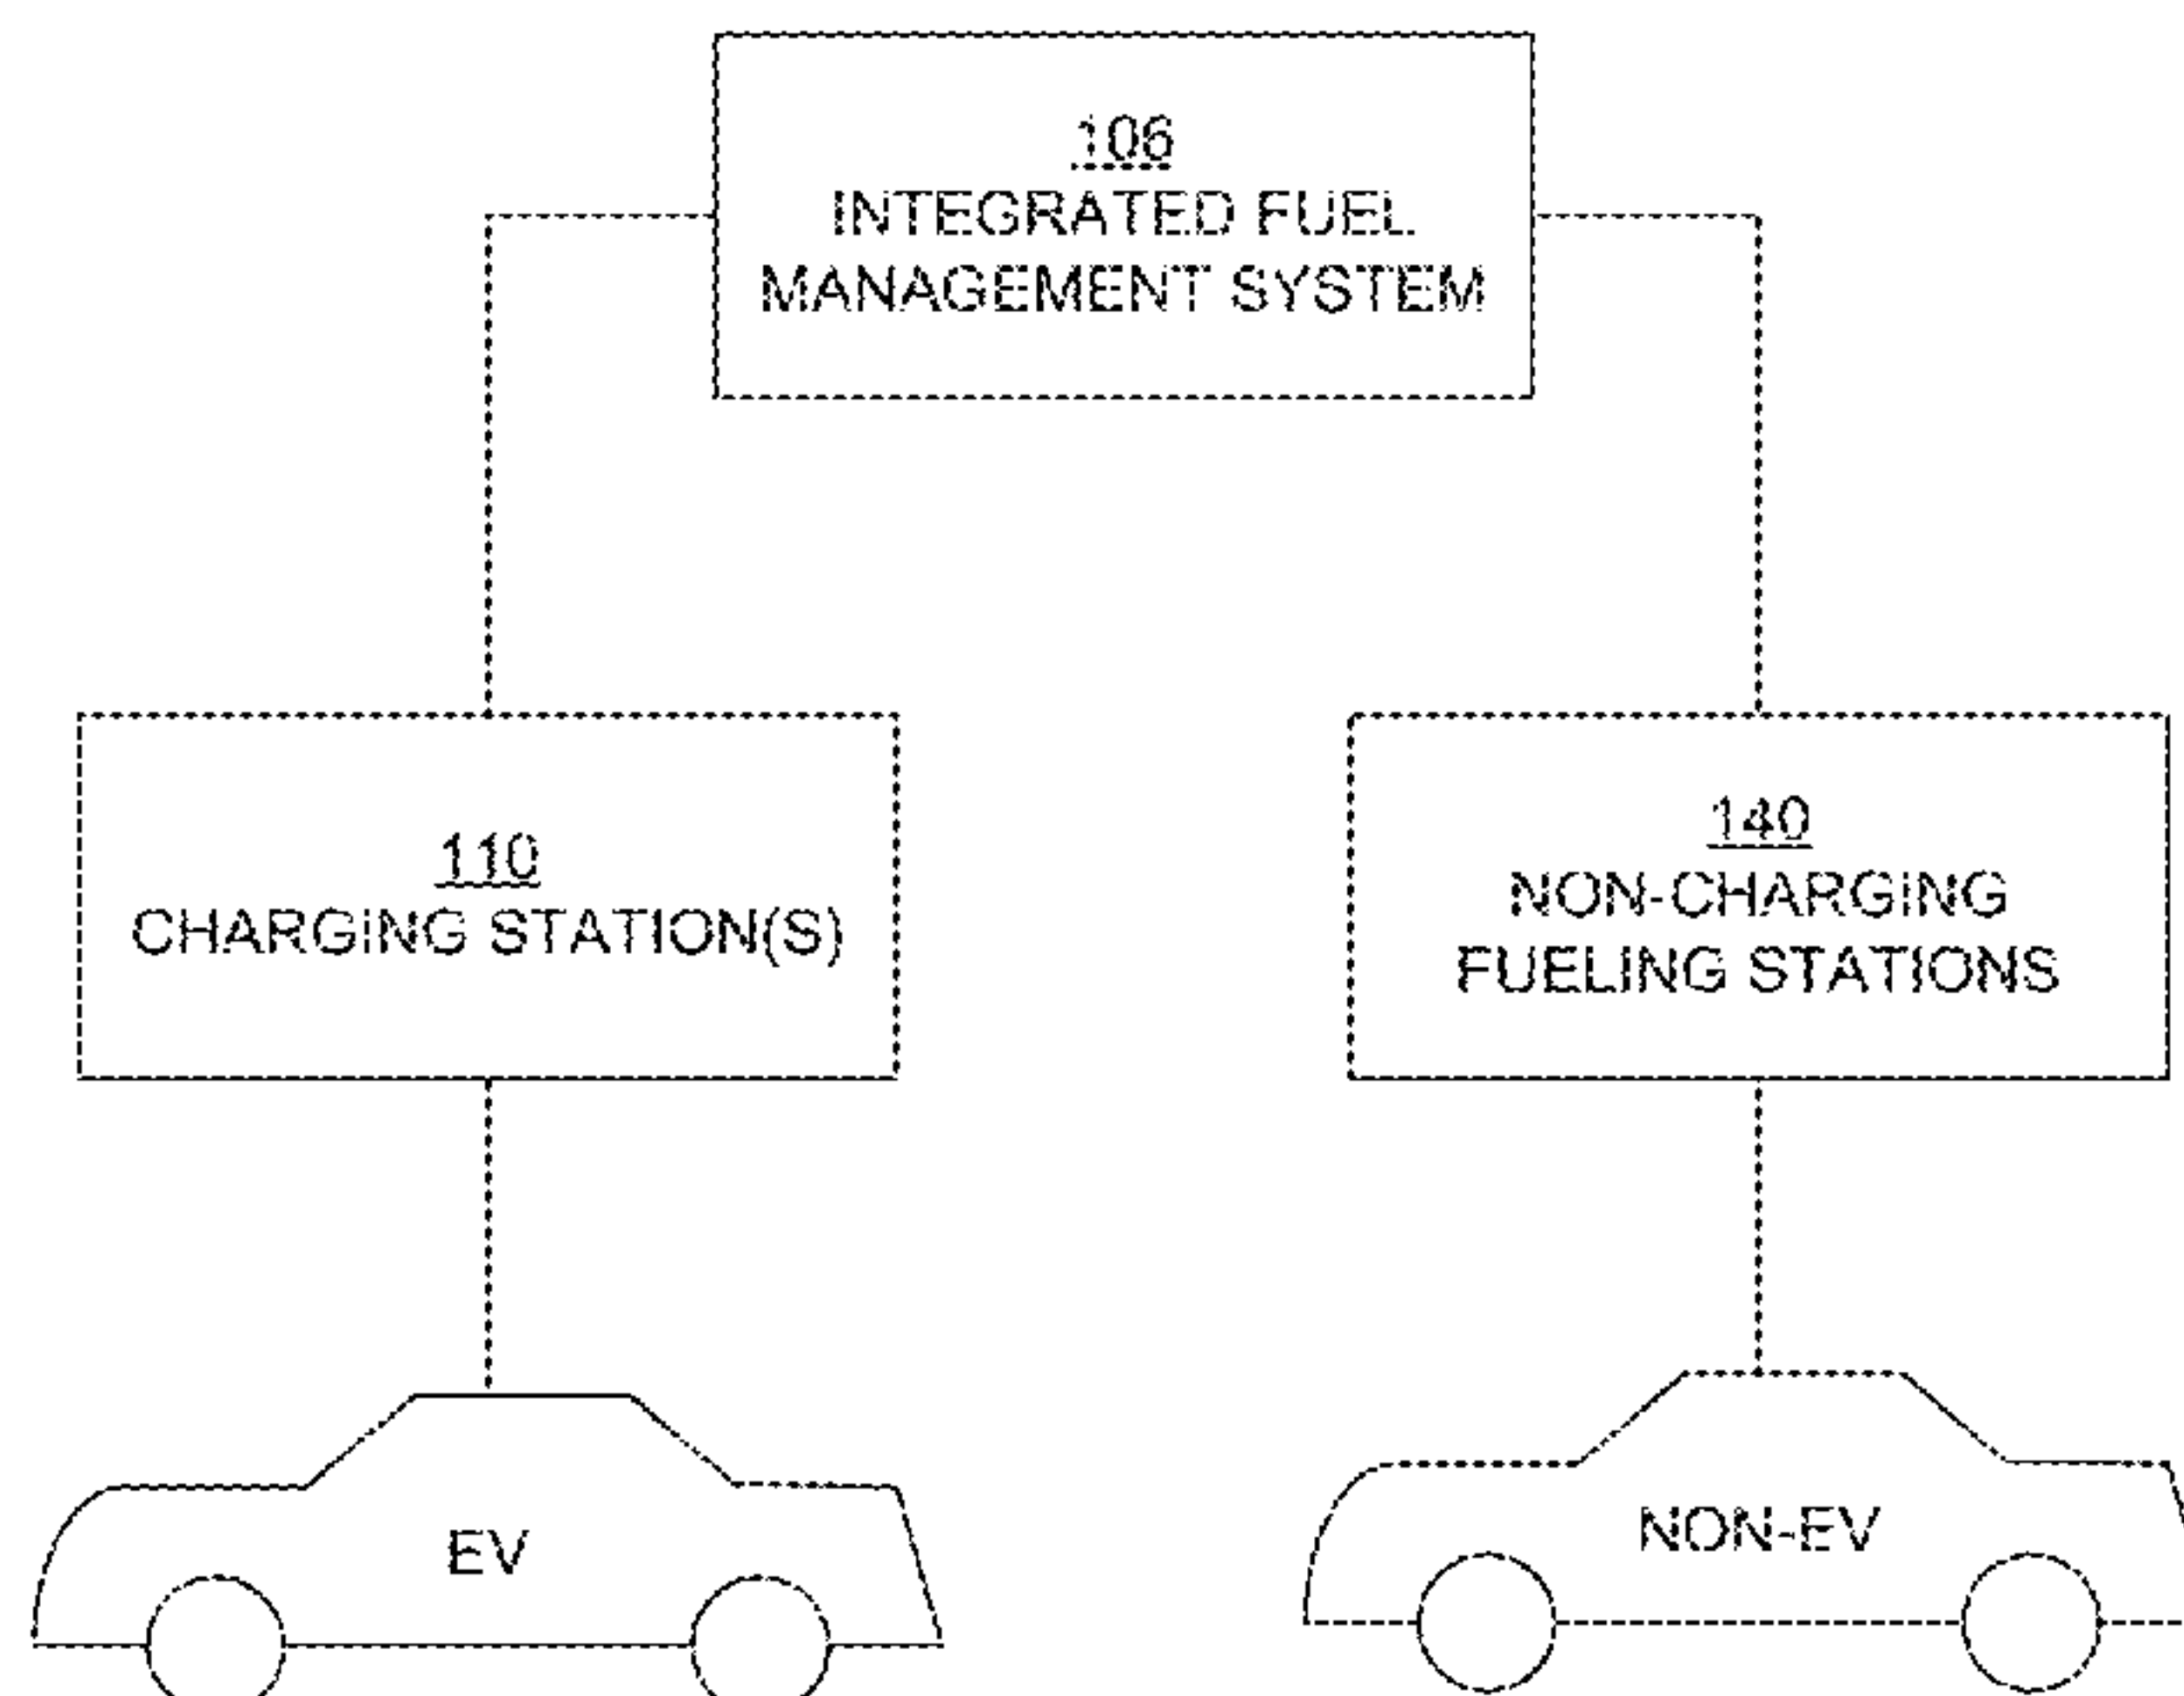 106
INTEGRATED FUEL
MANAGEMENT SYSTEM
110
CHARGING STATION(S)
140
NON-CHARGING
FUELING STATIONS
EV
NON-EV